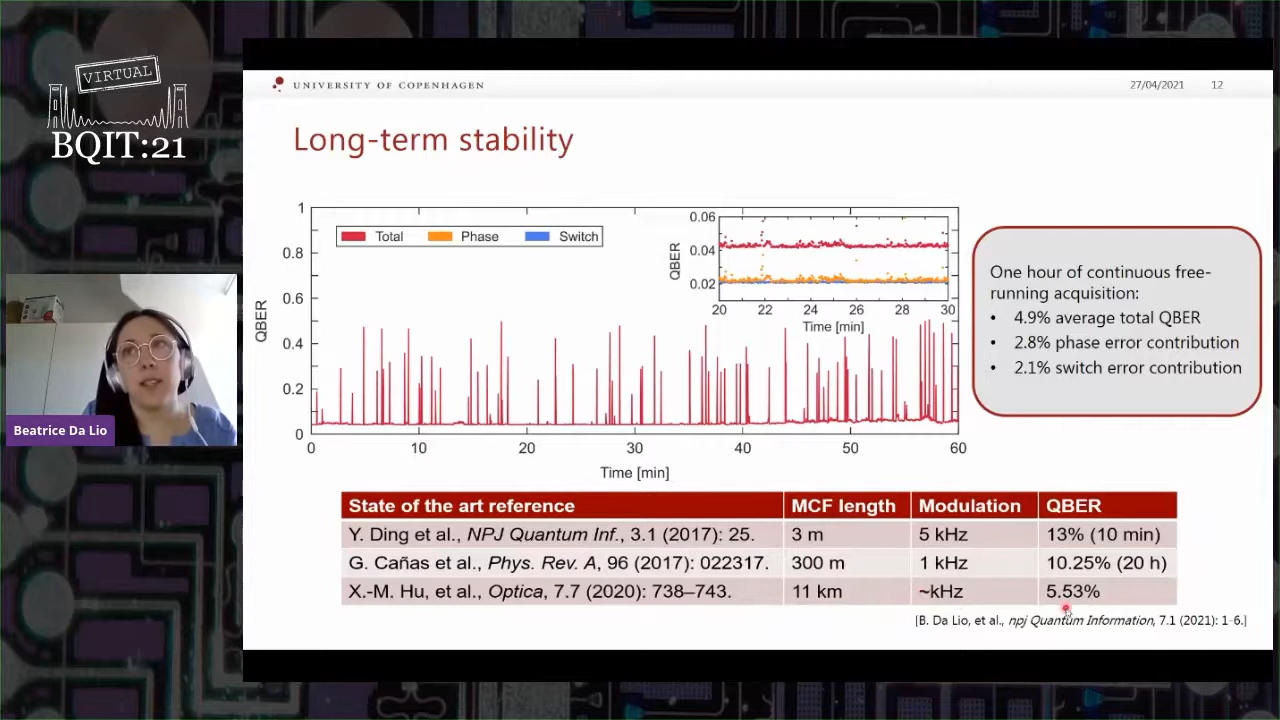 VIRTUAL
BQIT:21
Beatrice Da Lio
UNIVERSITY OF COPENHAGEN
27/04/2021
12
Long-term stability
QBER
1
0.8
0.6
0.4
0.2
0
Total
Phase
Switch
0 10 20 30 40 50 60
Time [min]
QBER
0.06
0.04
0.02
20 22 24 26 28 30
Time [min]
One hour of continuous free-
running acquisition:
• 4.9% average total QBER
• 2.8% phase error contribution
• 2.1% switch error contribution
State of the art reference MCF length Modulation QBER
Y. Ding et al., NPJ Quantum Inf., 3.1 (2017): 25. 3 m 5 kHz 13% (10 min)
G. Cañas et al., Phys. Rev. A, 96 (2017): 022317. 300 m 1 kHz 10.25% (20 h)
X.-M. Hu, et al., Optica, 7.7 (2020): 738–743. 11 km ~kHz 5.53%
[B. Da Lio, et al., npj Quantum Information, 7.1 (2021): 1-6.]